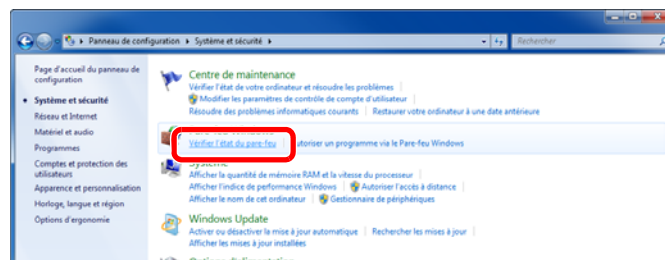 Panneau de configuration ▸ Système et sécurité ▸
Rechercher
Page d'accueil du panneau de
configuration
Système et sécurité
Réseau et Internet
Matériel et audio
Programmes
Comptes et protection des
utilisateurs
Apparence et personnalisation
Horloge, langue et région
Options d'ergonomie
Centre de maintenance
Vérifier l'état de votre ordinateur et résoudre les problèmes
Modifier les paramètres de contrôle de compte d'utilisateur
Résoudre des problèmes informatiques courants | Restaurer votre ordinateur à une date antérieure
Vérifier l'état du pare-feu | utoriser un programme via le Pare-feu Windows
Système
Afficher la quantité de mémoire RAM et la vitesse du processeur
Afficher l'indice de performance Windows | Autoriser l'accès à distance
Afficher le nom de cet ordinateur | Gestionnaire de périphériques
Windows Update
Activer ou désactiver la mise à jour automatique | Rechercher les mises à jour
Afficher les mises à jour installées